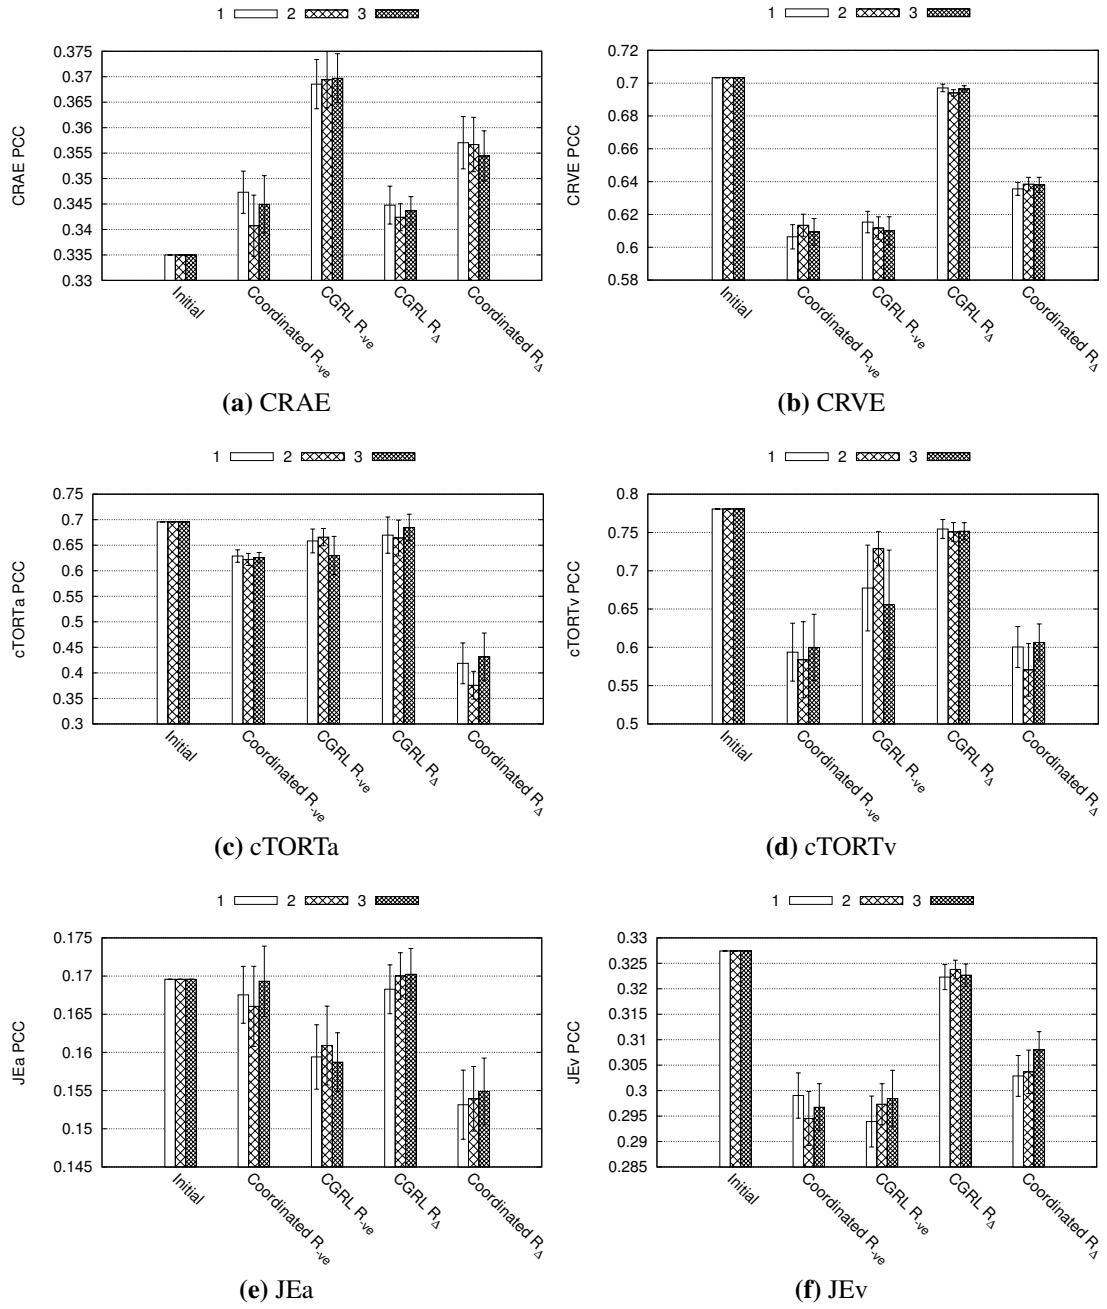 1 2 3
0.375
0.37
0.365
0.36
0.355
0.35
0.345
0.34
0.335
0.33
CRAE PCC
Initial
Coordinated R-ve
CGRL R-ve
CGRL RΔ
Coordinated RΔ
(a) CRAE
1 2 3
0.72
0.7
0.68
0.66
0.64
0.62
0.6
0.58
CRVE PCC
Initial
Coordinated R-ve
CGRL R-ve
CGRL RΔ
Coordinated RΔ
(b) CRVE
1 2 3
0.75
0.7
0.65
0.6
0.55
0.5
0.45
0.4
0.35
0.3
cTORTa PCC
Initial
Coordinated R-ve
CGRL R-ve
CGRL RΔ
Coordinated RΔ
(c) cTORTa
1 2 3
0.8
0.75
0.7
0.65
0.6
0.55
0.5
cTORTv PCC
Initial
Coordinated R-ve
CGRL R-ve
CGRL RΔ
Coordinated RΔ
(d) cTORTv
1 2 3
0.175
0.17
0.165
0.16
0.155
0.15
0.145
JEa PCC
Initial
Coordinated R-ve
CGRL R-ve
CGRL RΔ
Coordinated RΔ
(e) JEa
1 2 3
0.33
0.325
0.32
0.315
0.31
0.305
0.3
0.295
0.29
0.285
JEv PCC
Initial
Coordinated R-ve
CGRL R-ve
CGRL RΔ
Coordinated RΔ
(f) JEv